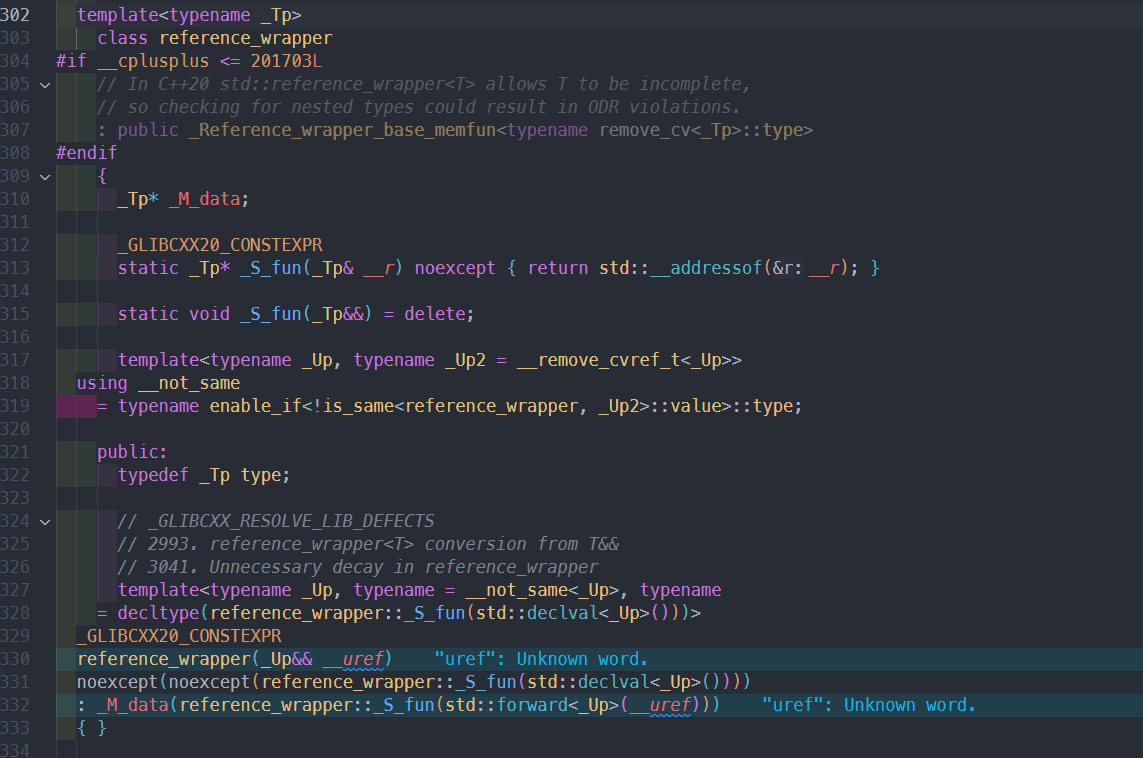 302 template<typename _Tp>
303 class reference_wrapper
304 #if __cplusplus <= 201703L
305 // In C++20 std::reference_wrapper<T> allows T to be incomplete,
306 // so checking for nested types could result in ODR violations.
307 : public _Reference_wrapper_base_memfun<typename remove_cv<_Tp>::type>
308 #endif
309 {
310 _Tp* _M_data;
311
312 _GLIBCXX20_CONSTEXPR
313 static _Tp* _S_fun(_Tp& __r) noexcept { return std::__addressof(&r: __r); }
314
315 static void _S_fun(_Tp&&) = delete;
316
317 template<typename _Up, typename _Up2 = __remove_cvref_t<_Up>>
318 using __not_same
319 = typename enable_if<!is_same<reference_wrapper, _Up2>::value>::type;
320
321 public:
322 typedef _Tp type;
323
324 // _GLIBCXX_RESOLVE_LIB_DEFECTS
325 // 2993. reference_wrapper<T> conversion from T&&
326 // 3041. Unnecessary decay in reference_wrapper
327 template<typename _Up, typename = __not_same<_Up>, typename
328 = decltype(reference_wrapper::_S_fun(std::declval<_Up>()))>
329 _GLIBCXX20_CONSTEXPR
330 reference_wrapper(_Up&& __uref) "uref": Unknown word.
331 noexcept(noexcept(reference_wrapper::_S_fun(std::declval<_Up>())))
332 : _M_data(reference_wrapper::_S_fun(std::forward<_Up>(__uref))) "uref": Unknown word.
333 { }
334